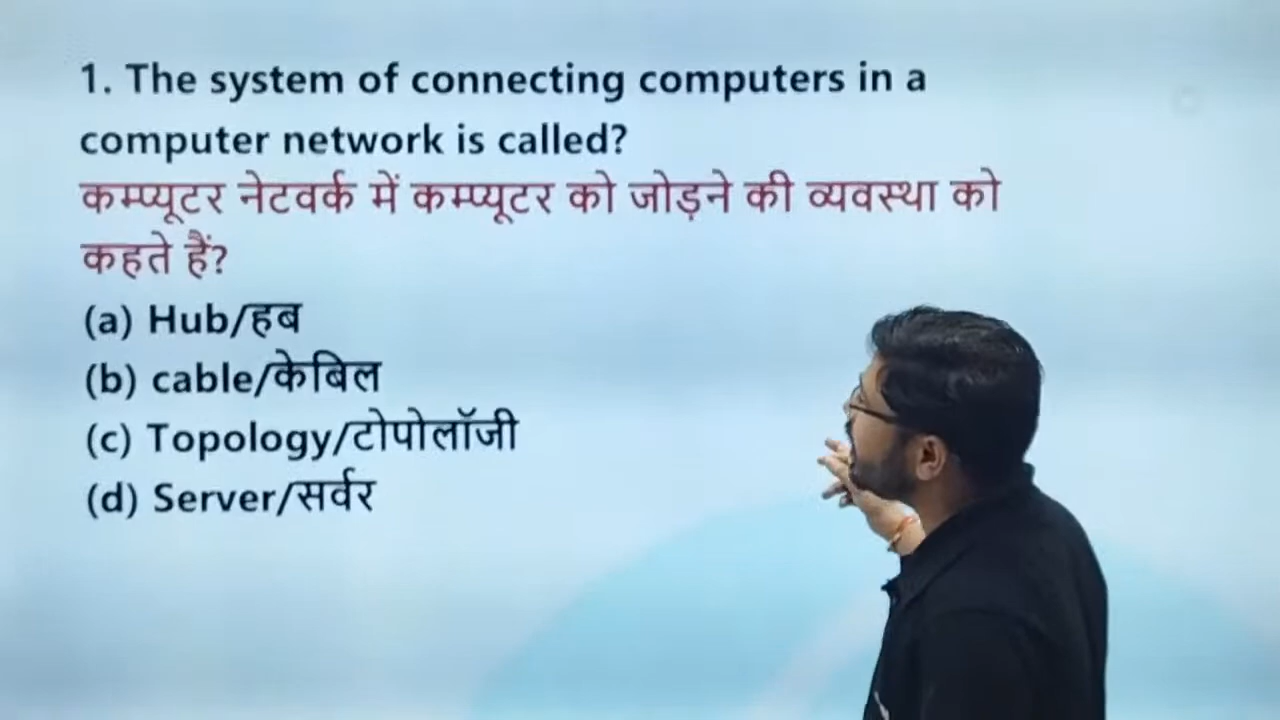 1. The system of connecting computers in a
computer network is called?
कम्प्यूटर नेटवर्क में कम्प्यूटर को जोड़ने की व्यवस्था को
कहते हैं?
(a) Hub/हब
(b) cable/केबिल
(c) Topology/टोपोलॉजी
(d) Server/सर्वर